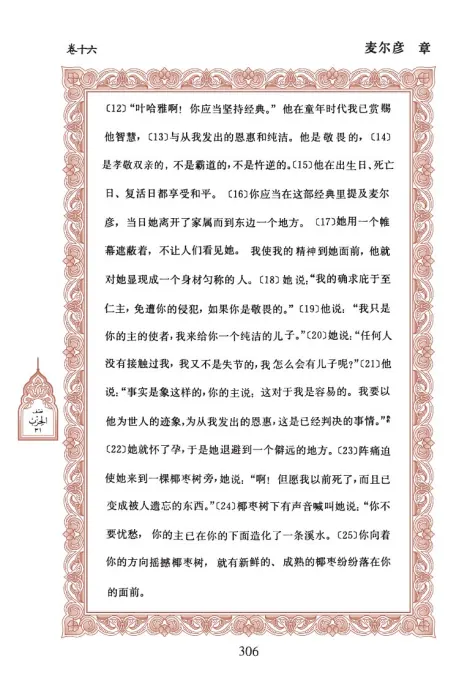 卷十六
麦尔彦 章
〔12〕“叶哈雅啊！你应当坚持经典。”他在童年时代我已赏赐
他智慧，〔13〕与从我发出的恩惠和纯洁。他是敬畏的，〔14〕
是孝敬双亲的，不是霸道的，不是忤逆的。〔15〕他在出生日、死亡
日、复活日都享受和平。〔16〕你应当在这部经典里提及麦尔
彦，当日她离开了家属而到东边一个地方。〔17〕她用一个帷
幕遮蔽着，不让人们看见她。我使我的精神到她面前，他就
对她显现成一个身材匀称的人。〔18〕她说：“我的确求庇于至
仁主，免遭你的侵犯，如果你是敬畏的。”〔19〕他说：“我只是
你的主的使者，我来给你一个纯洁的儿子。”〔20〕她说：“任何人
没有接触过我，我又不是失节的，我怎么会有儿子呢？”〔21〕他
说：“事实是象这样的，你的主说：这对于我是容易的。我要以
他为世人的迹象，为从我发出的恩惠，这是已经判决的事情。”
〔22〕她就怀了孕，于是她退避到一个僻远的地方。〔23〕阵痛迫
使她来到一棵椰枣树旁，她说：“啊！但愿我以前死了，而且已
变成被人遗忘的东西。”〔24〕椰枣树下有声音喊叫她说：“你不
要忧愁，你的主已在你的下面造化了一条溪水。〔25〕你向着
你的方向摇撼椰枣树，就有新鲜的、成熟的椰枣纷纷落在你
的面前。
الحزب
٣١
306